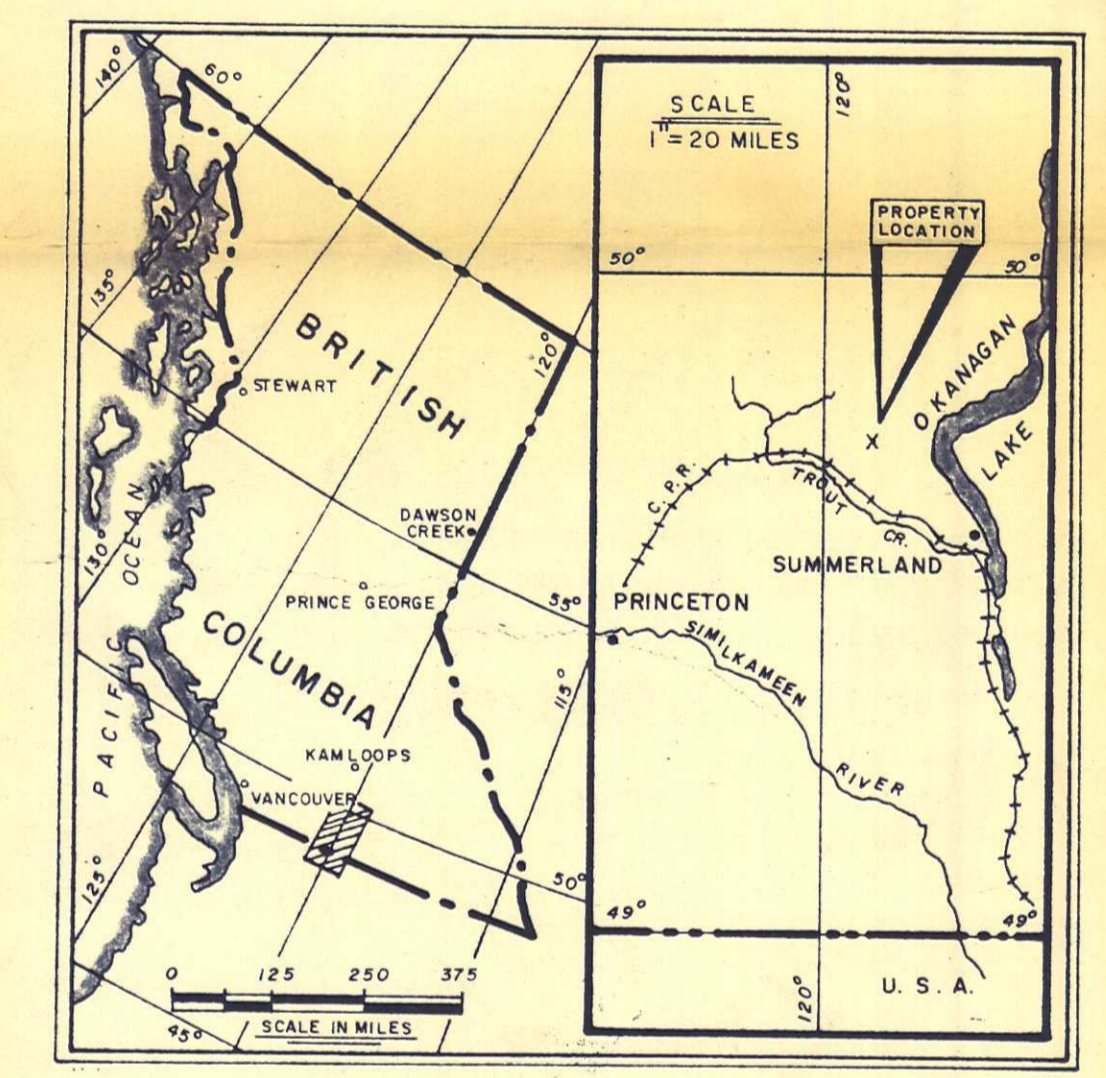 140°
60°
135°
BRITISH
120°
STEWART
DAWSON
CREEK
130°
OCEAN
PRINCE GEORGE
55°
COLUMBIA
115°
PACIFIC
KAMLOOPS
VANCOUVER
125°
50°
0 125 250 375
SCALE IN MILES
45°
SCALE
1"= 20 MILES
120°
PROPERTY
LOCATION
50°
50°
OKANAGAN
LAKE
X
C. P. R.
TROUT
CR.
SUMMERLAND
PRINCETON
SIMILKAMEEN
RIVER
49°
49°
120°
U. S. A.